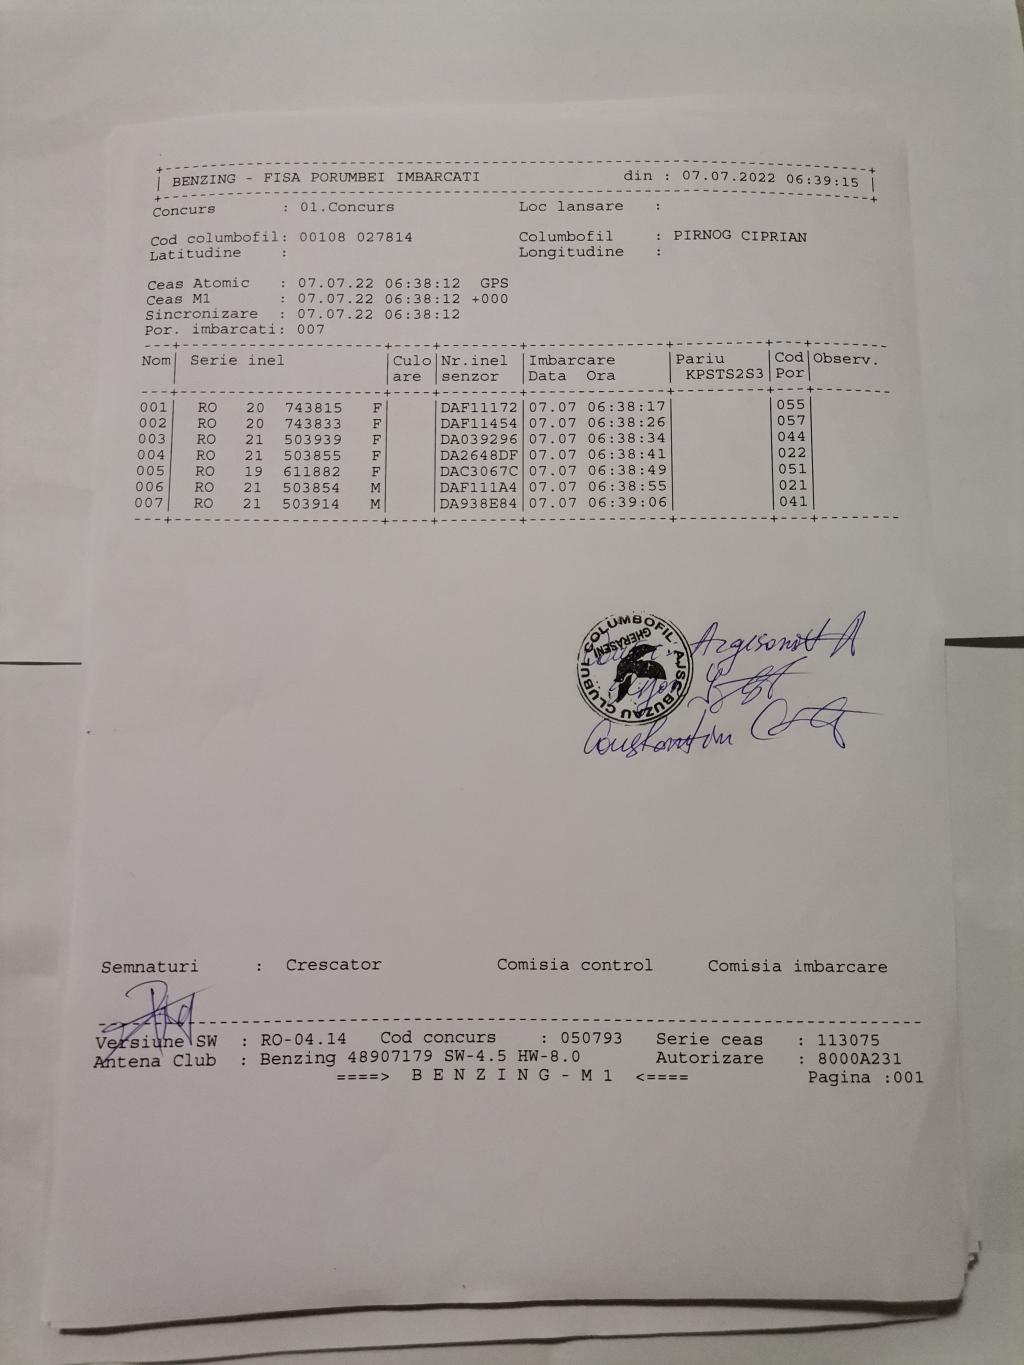 BENZING - FISA PORUMBEI IMBARCATI din : 07.07.2022 06:39:15
Concurs : 01.Concurs Loc lansare :
Cod columbofil: 00108 027814 Columbofil : PIRNOG CIPRIAN
Latitudine : Longitudine :
Ceas Atomic : 07.07.22 06:38:12 GPS
Ceas M1 : 07.07.22 06:38:12 +000
Sincronizare : 07.07.22 06:38:12
Por. imbarcati: 007
Nom| Serie inel |Culo|Nr.inel |Imbarcare |Pariu |Cod|Observ.
|are |senzor |Data Ora | KPSTS2S3|Por|
001| RO 20 743815 F| |DAF11172|07.07 06:38:17| |055|
002| RO 20 743833 F| |DAF11454|07.07 06:38:26| |057|
003| RO 21 503939 F| |DA039296|07.07 06:38:34| |044|
004| RO 21 503855 F| |DA2648DF|07.07 06:38:41| |022|
005| RO 19 611882 F| |DAC3067C|07.07 06:38:49| |051|
006| RO 21 503854 M| |DAF111A4|07.07 06:38:55| |021|
007| RO 21 503914 M| |DA938E84|07.07 06:39:06| |041|
CLUBUL COLUMBOFIL AJSC BUZAU
GHERASENI
Constantin
Semnaturi : Crescator Comisia control Comisia imbarcare
Versiune SW : RO-04.14 Cod concurs : 050793 Serie ceas : 113075
Antena Club : Benzing 48907179 SW-4.5 HW-8.0 Autorizare : 8000A231
====> B E N Z I N G - M 1 <==== Pagina :001